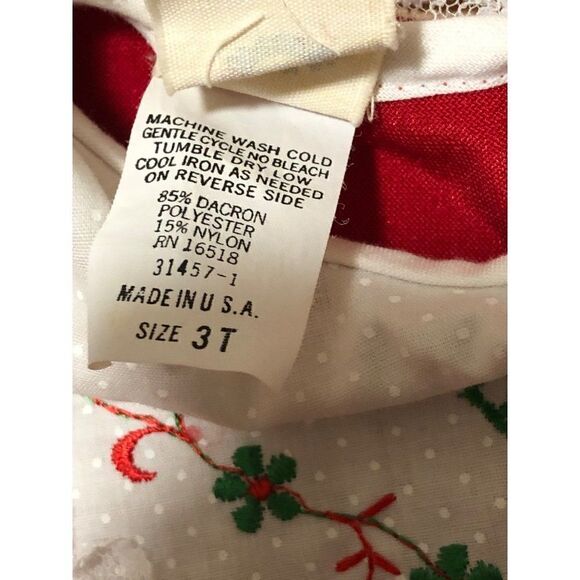 MACHINE WASH COLD
GENTLE CYCLE NO BLEACH
TUMBLE DRY LOW
COOL IRON AS NEEDED
ON REVERSE SIDE
85% DACRON
POLYESTER
15% NYLON
RN 16518
31457-1
MADE IN U S.A.
SIZE 3T